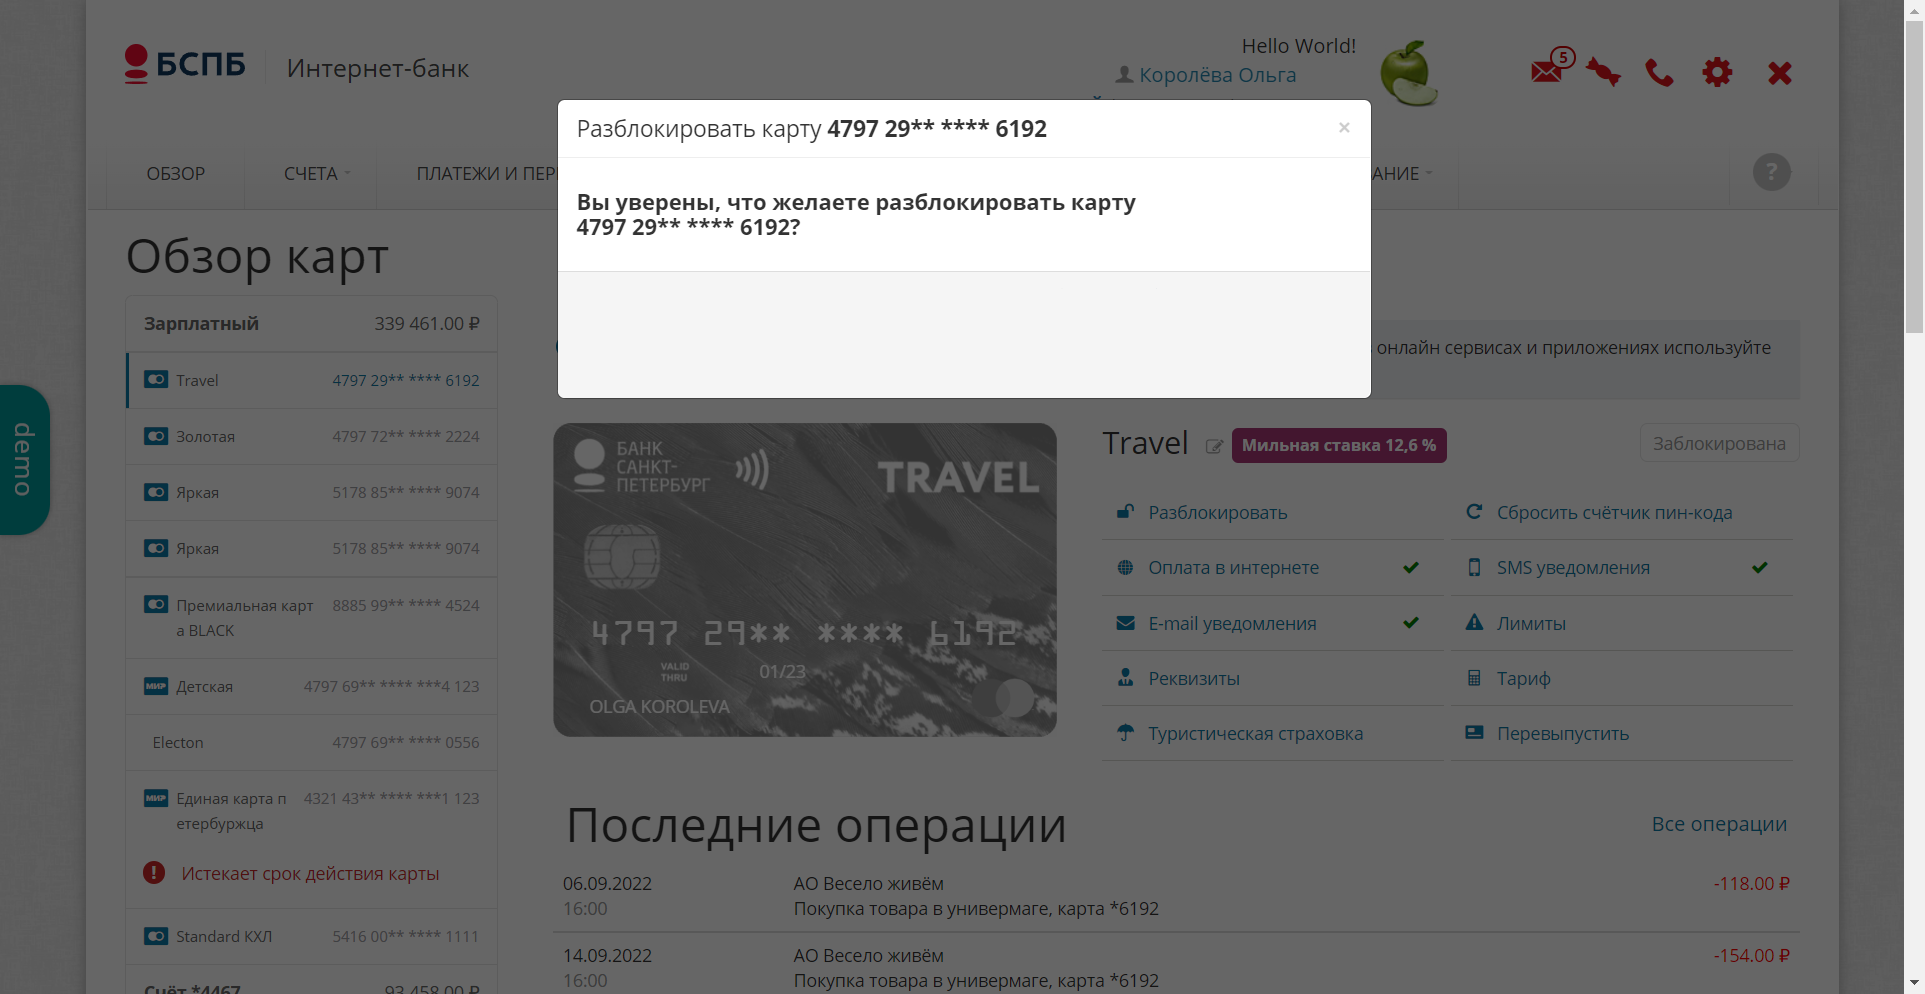 БСПБ
Интернет-банк
Hello World!
Королёва Ольга
5
ОБЗОР
СЧЕТА
ПЛАТЕЖИ И ПЕР
АНИЕ
?
Разблокировать карту 4797 29** **** 6192
×
Вы уверены, что желаете разблокировать карту
4797 29** **** 6192?
demo
Обзор карт
Зарплатный 339 461.00 ₽
Travel 4797 29** **** 6192
Золотая 4797 72** **** 2224
Яркая 5178 85** **** 9074
Яркая 5178 85** **** 9074
Премиальная карт 8885 99** **** 4524
а BLACK
МИР Детская 4797 69** **** ***4 123
Electon 4797 69** **** 0556
МИР Единая карта п 4321 43** **** ***1 123
етербуржца
Истекает срок действия карты
Standard КХЛ 5416 00** **** 1111
Счёт *4467 93 458.00 ₽
онлайн сервисах и приложениях используйте
БАНК
САНКТ-
ПЕТЕРБУРГ
TRAVEL
4797 29** **** 6192
VALID
THRU
01/23
OLGA KOROLEVA
Travel
Мильная ставка 12,6 %
Заблокирована
Разблокировать
Сбросить счётчик пин-кода
Оплата в интернете
SMS уведомления
E-mail уведомления
Лимиты
Реквизиты
Тариф
Туристическая страховка
Перевыпустить
Последние операции
Все операции
06.09.2022 АО Весело живём -118.00 ₽
16:00 Покупка товара в универмаге, карта *6192
14.09.2022 АО Весело живём -154.00 ₽
16:00 Покупка товара в универмаге, карта *6192